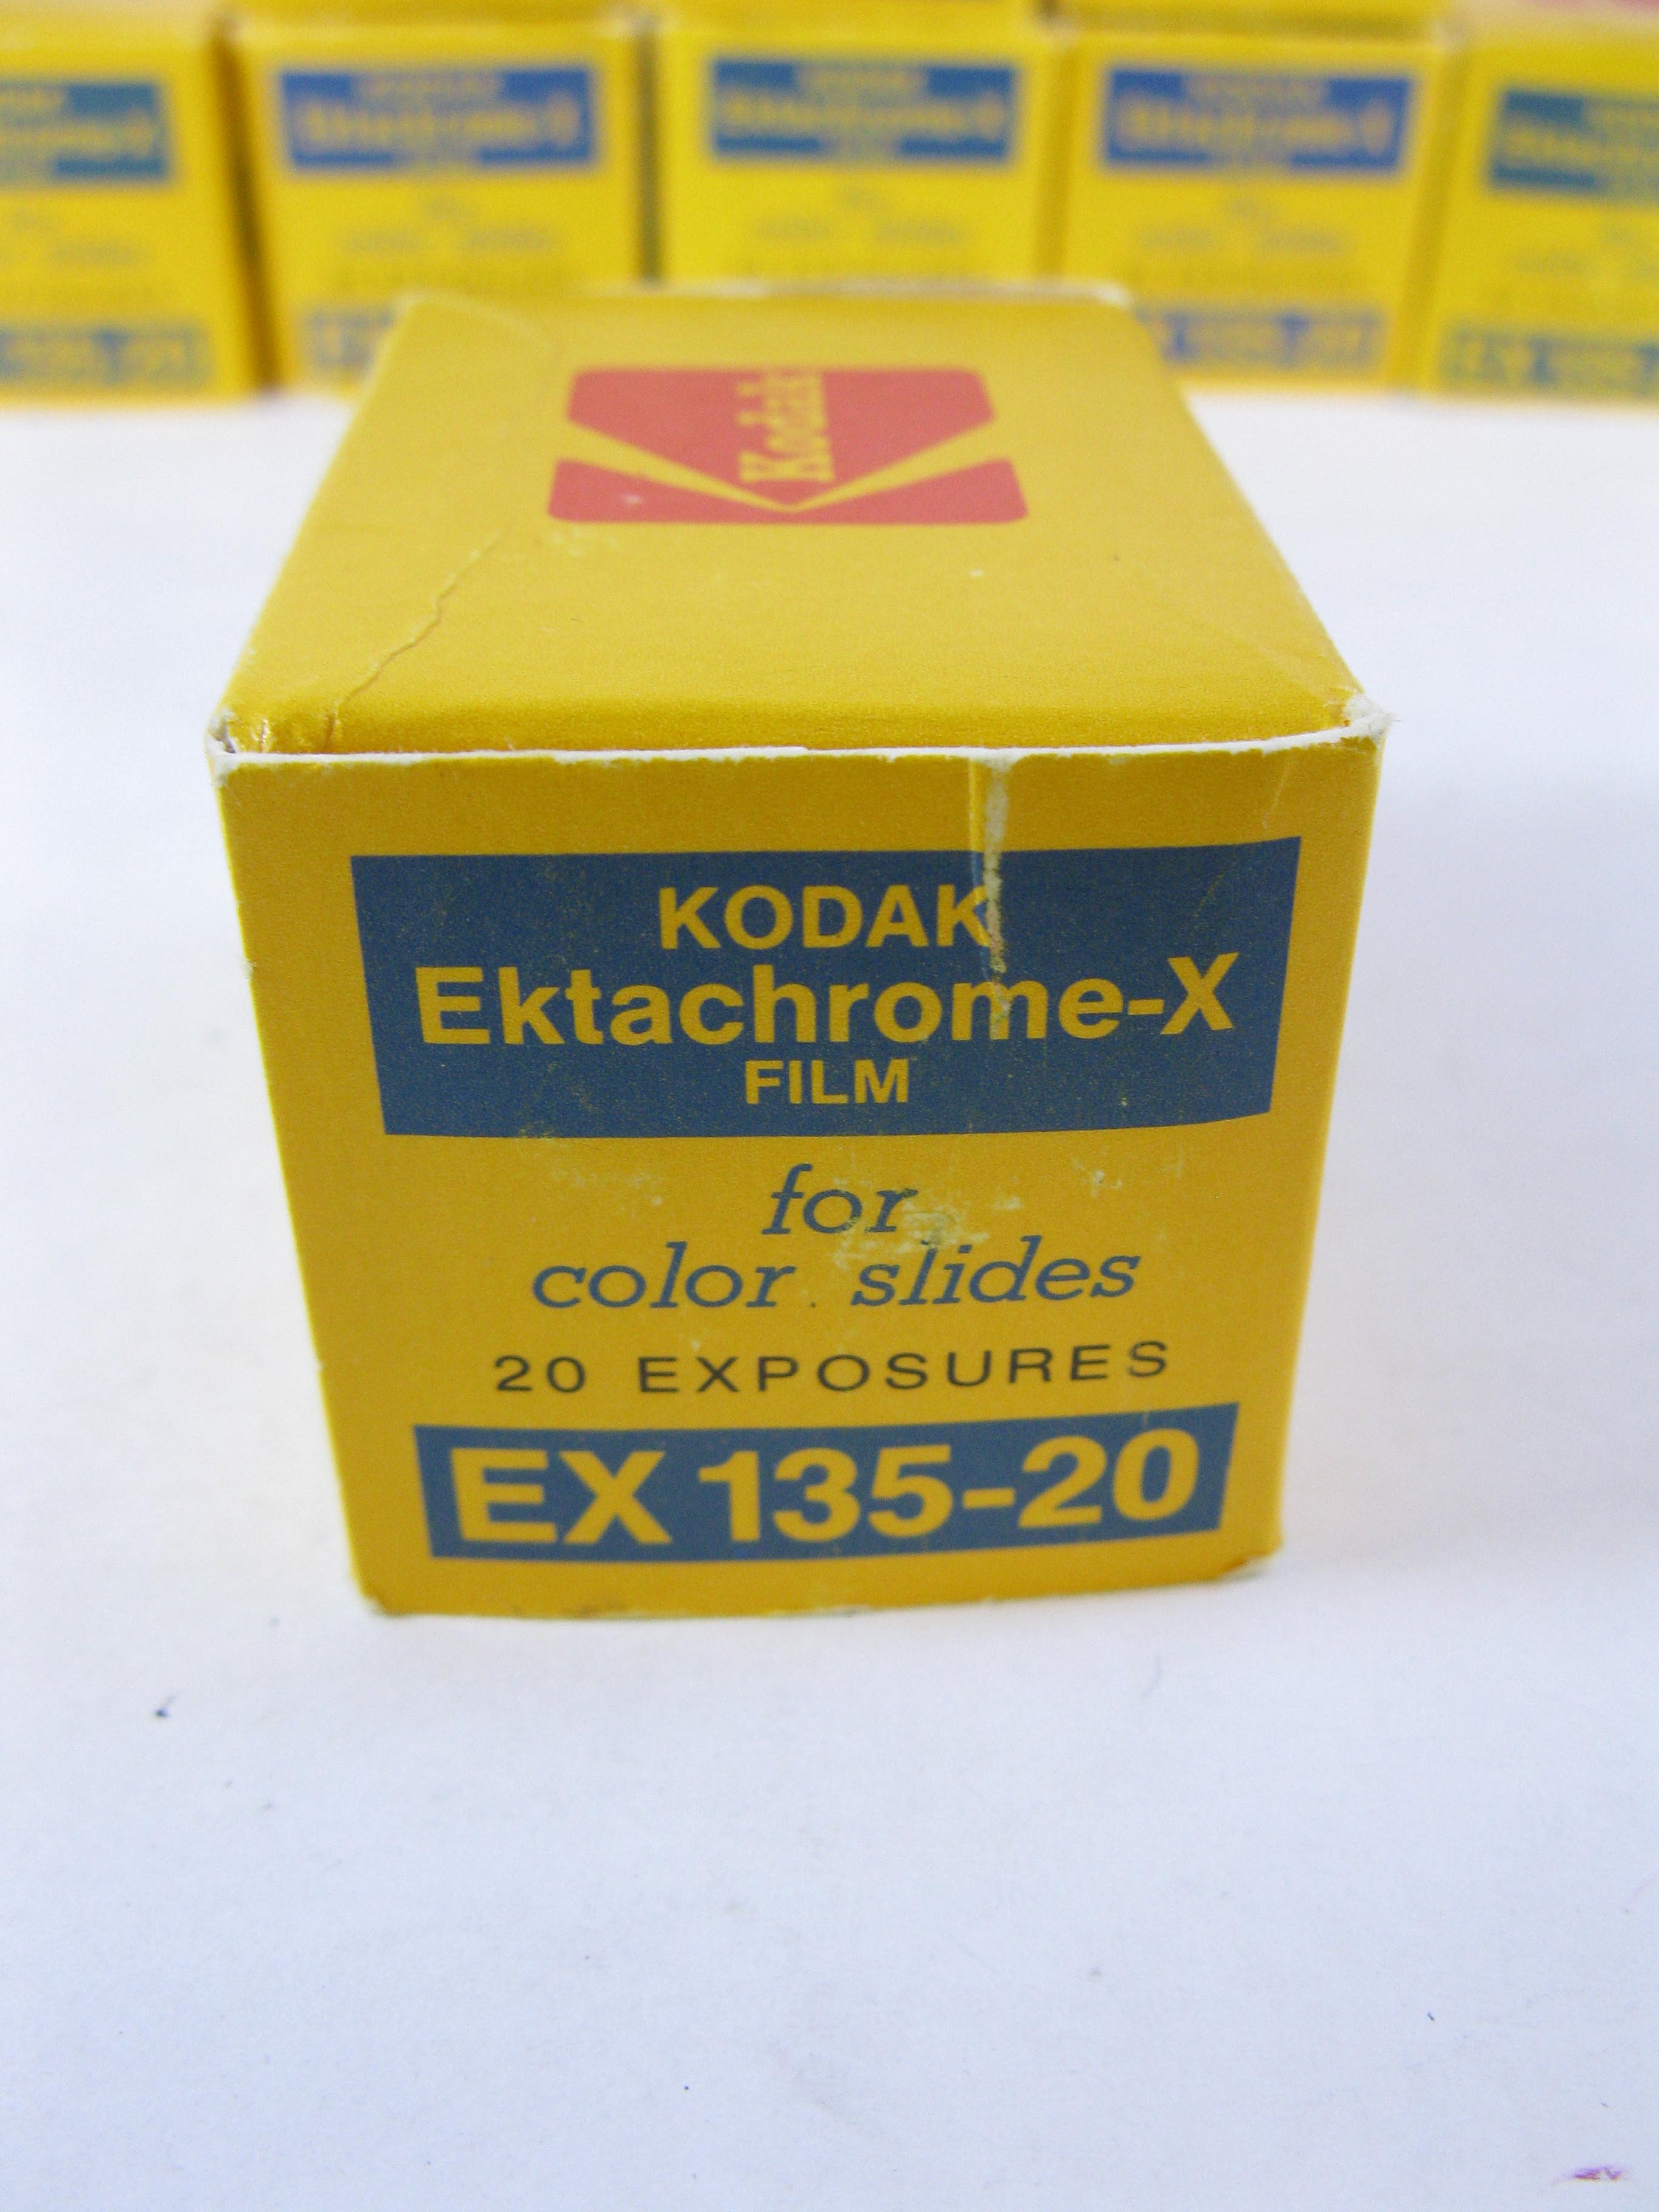 Kodak
KODAK
Ektachrome-X
FILM
for
color slides
20 EXPOSURES
EX 135-20